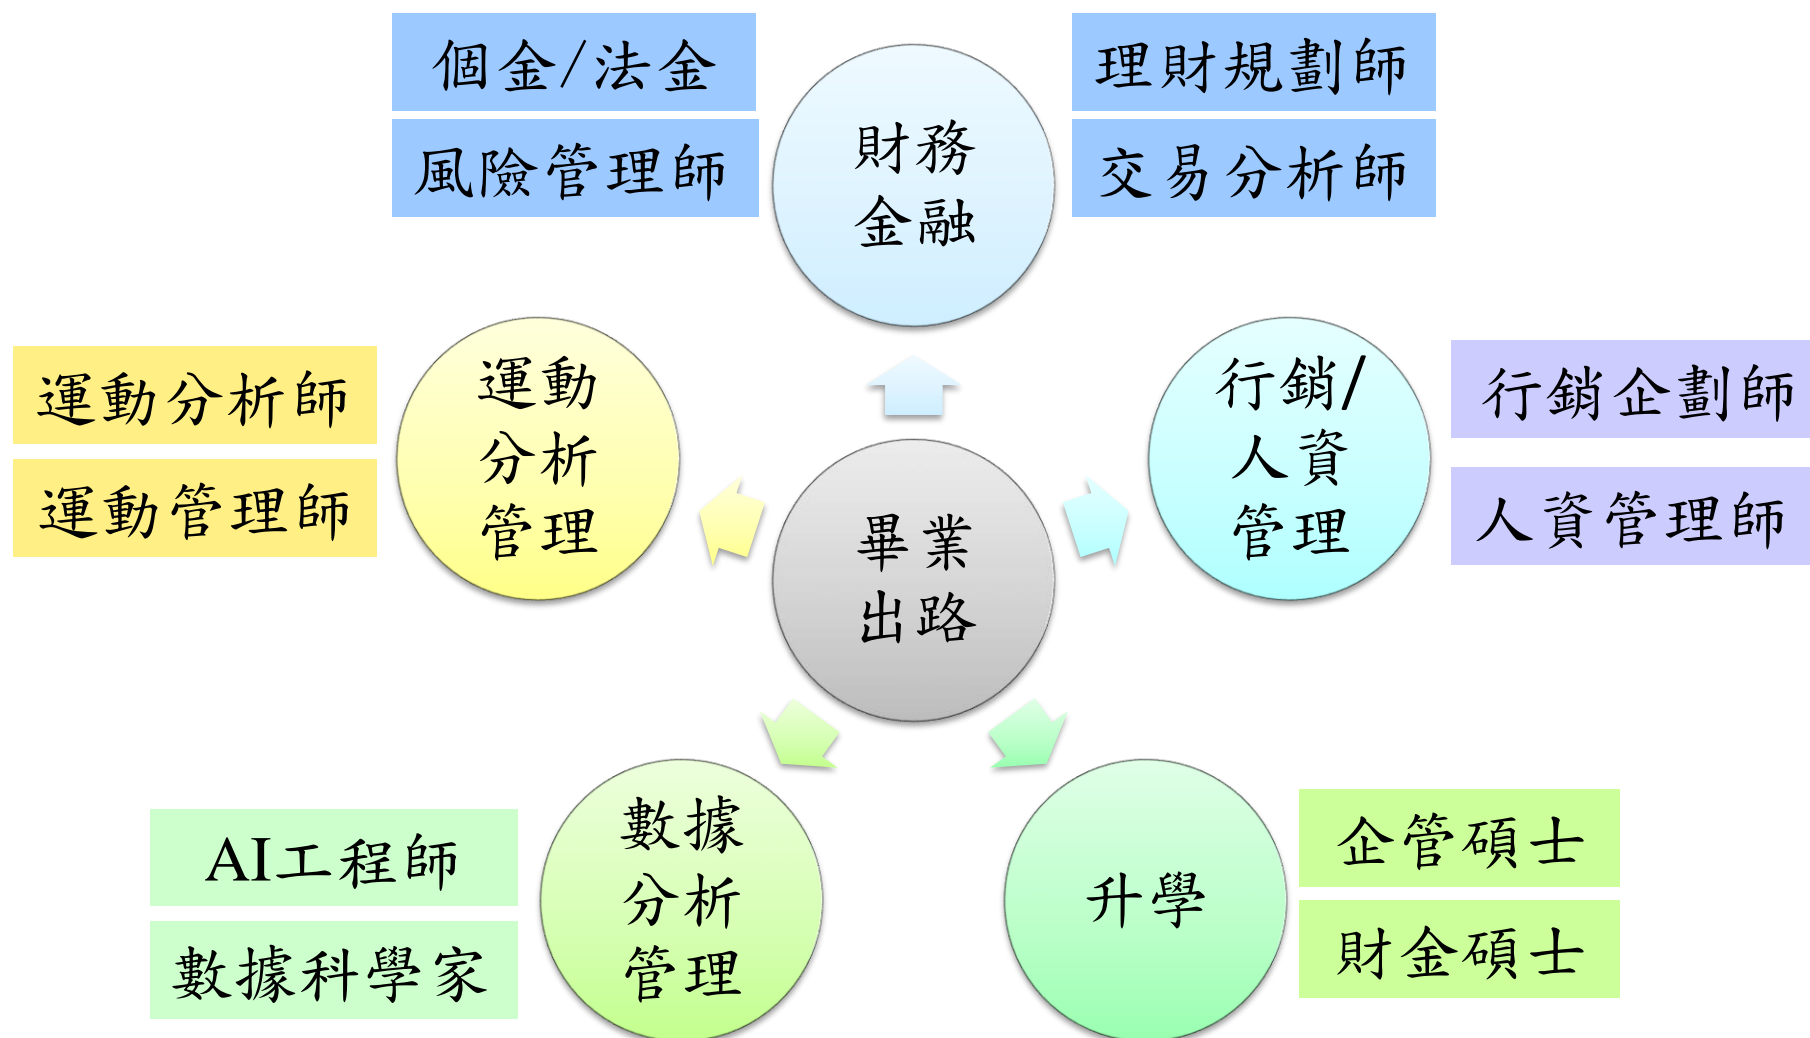 個金/法金
風險管理師
財務
金融
理財規劃師
交易分析師
運動分析師
運動管理師
運動
分析
管理
行銷/
人資
管理
行銷企劃師
人資管理師
畢業
出路
AI工程師
數據科學家
數據
分析
管理
升學
企管碩士
財金碩士